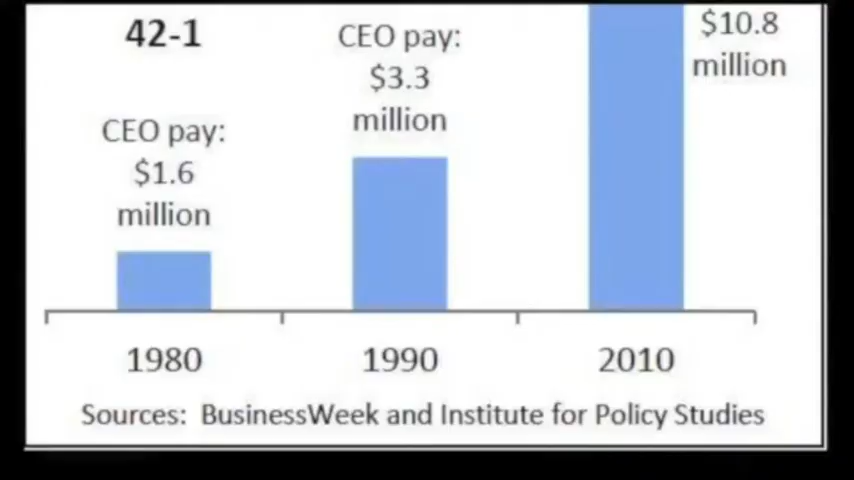 42-1
CEO pay:
$1.6
million
CEO pay:
$3.3
million
$10.8
million
1980 1990 2010
Sources: BusinessWeek and Institute for Policy Studies